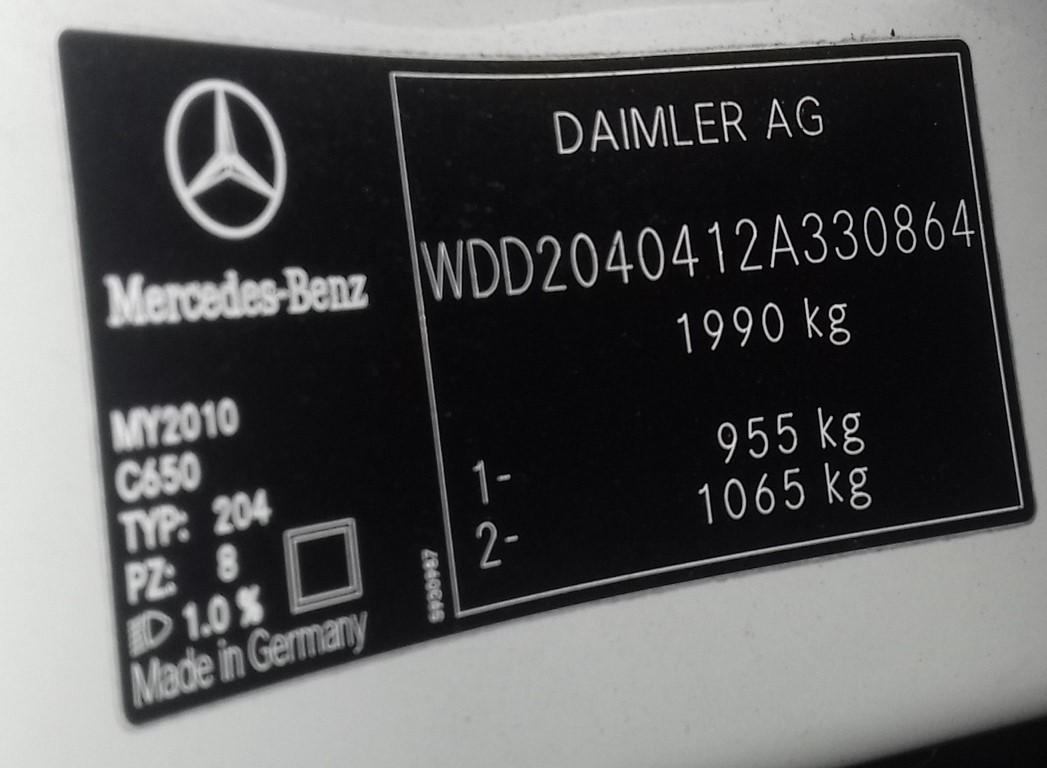 Mercedes-Benz
MY2010
C650
TYP: 204
PZ: 8
1.0 %
Made in Germany
DAIMLER AG
WDD2040412A330864
1990 kg
1- 955 kg
2- 1065 kg